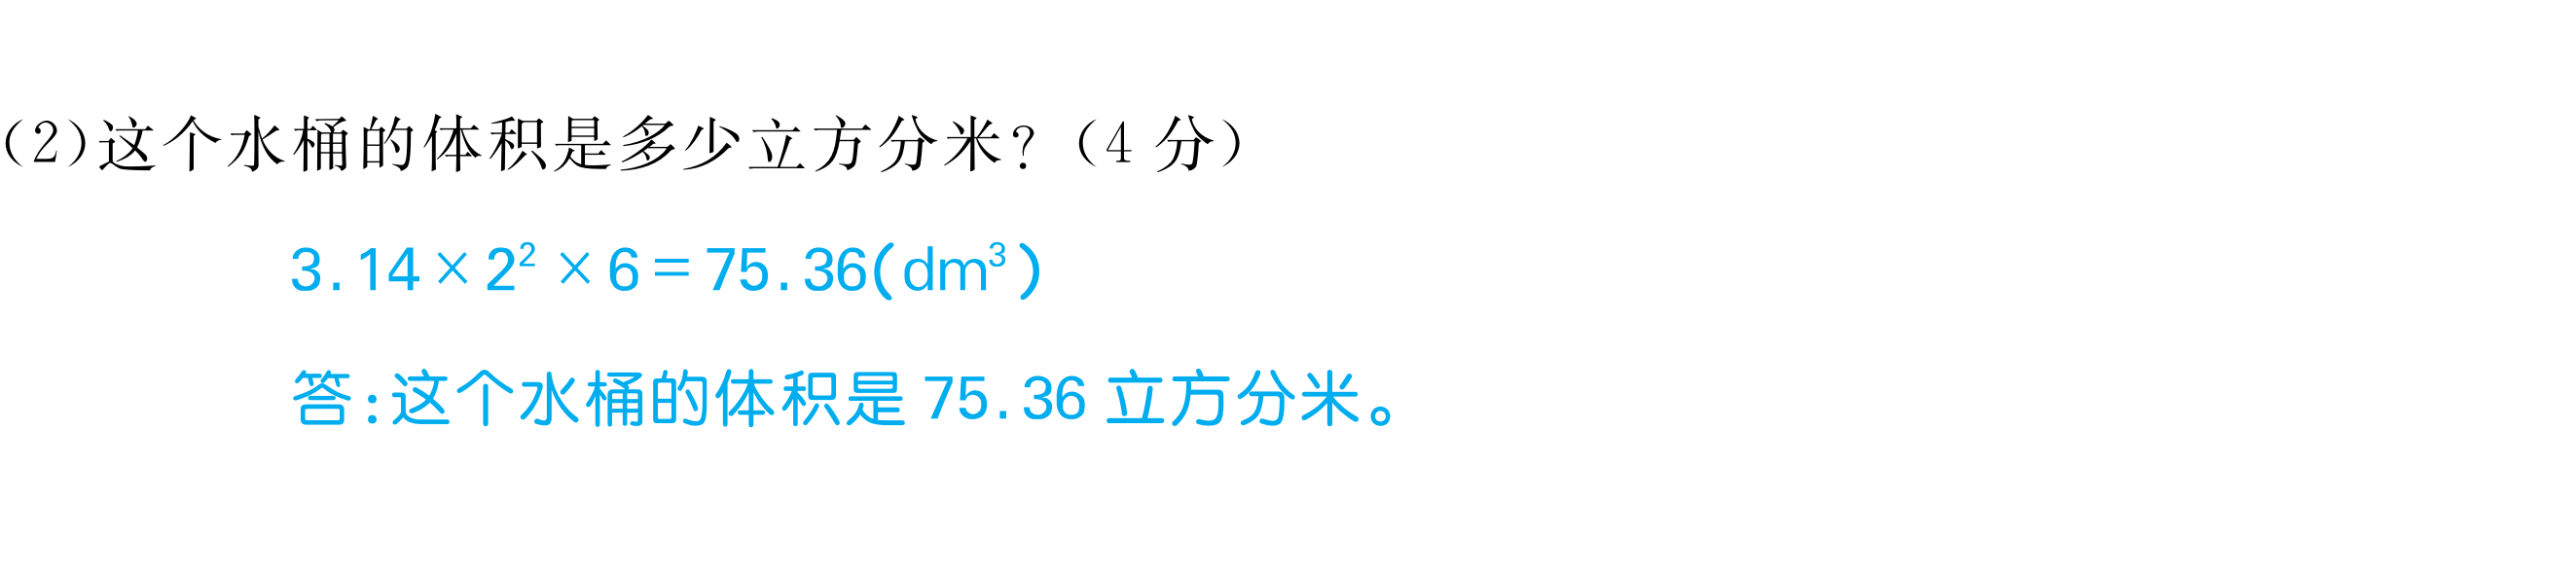 （2）这个水桶的体积是多少立方分米？（4 分）
3.14×2²×6=75.36(dm³)
答:这个水桶的体积是 75.36 立方分米。